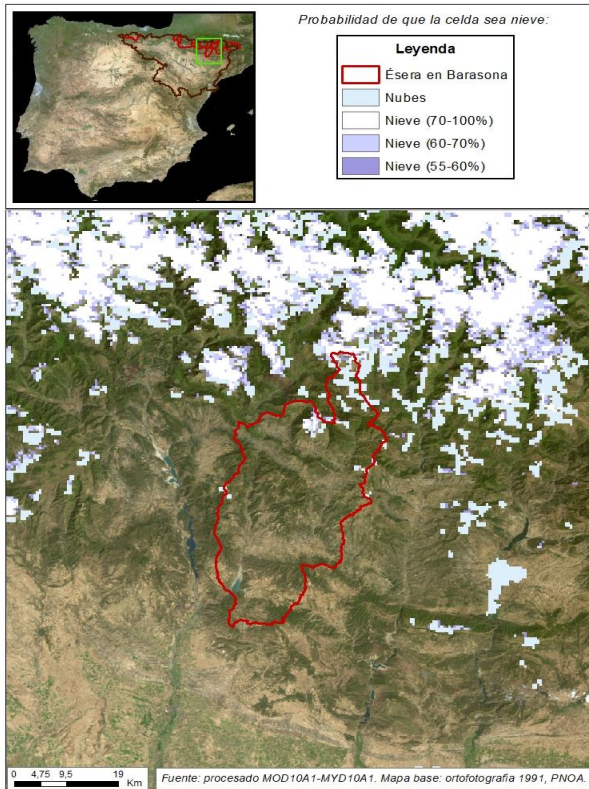 Probabilidad de que la celda sea nieve:
Leyenda
Ésera en Barasona
Nubes
Nieve (70-100%)
Nieve (60-70%)
Nieve (55-60%)
0 4,75 9,5 19
Km
Fuente: procesado MOD10A1-MYD10A1. Mapa base: ortofotografia 1991, PNOA.